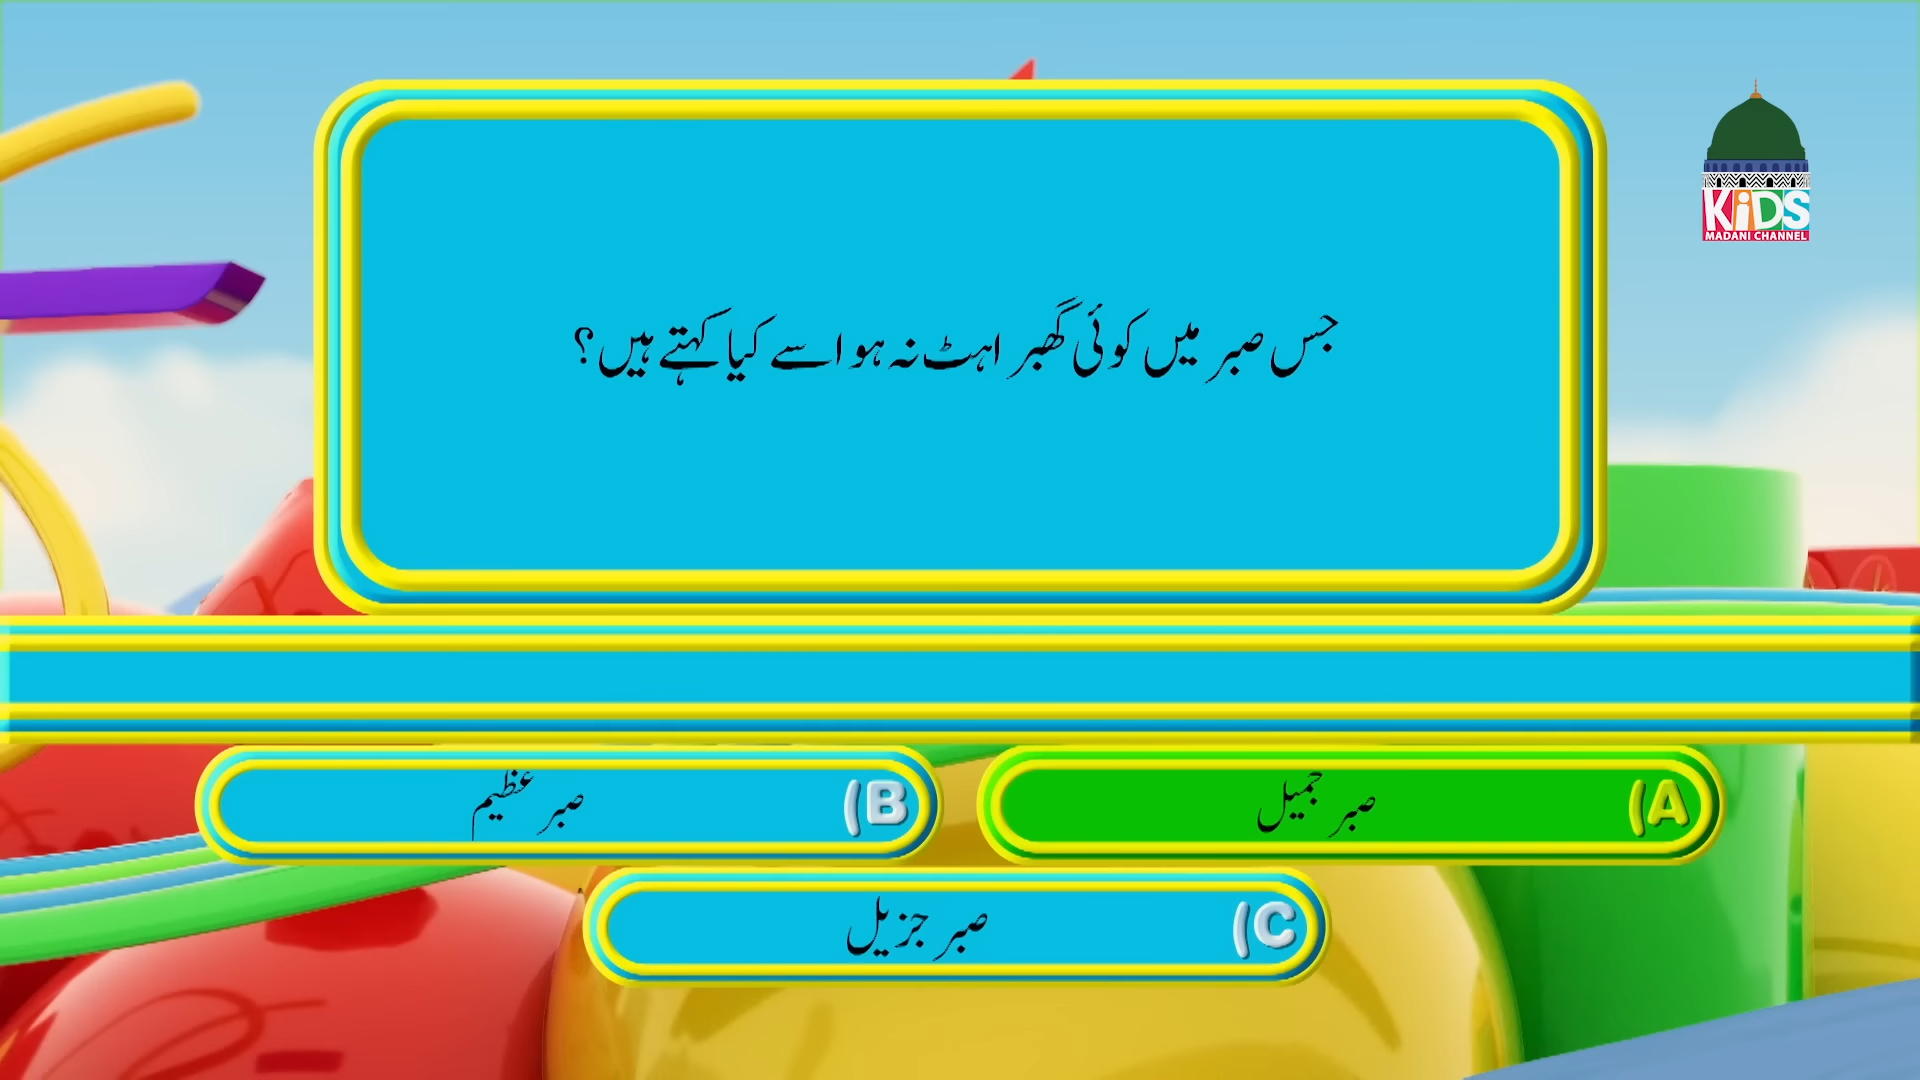 KiDS
MADANI CHANNEL
جس صبر میں کوئی گھبراہٹ نہ ہو اسے کیا کہتے ہیں؟
(A صبر جمیل
(B صبر عظیم
(C صبر جزیل